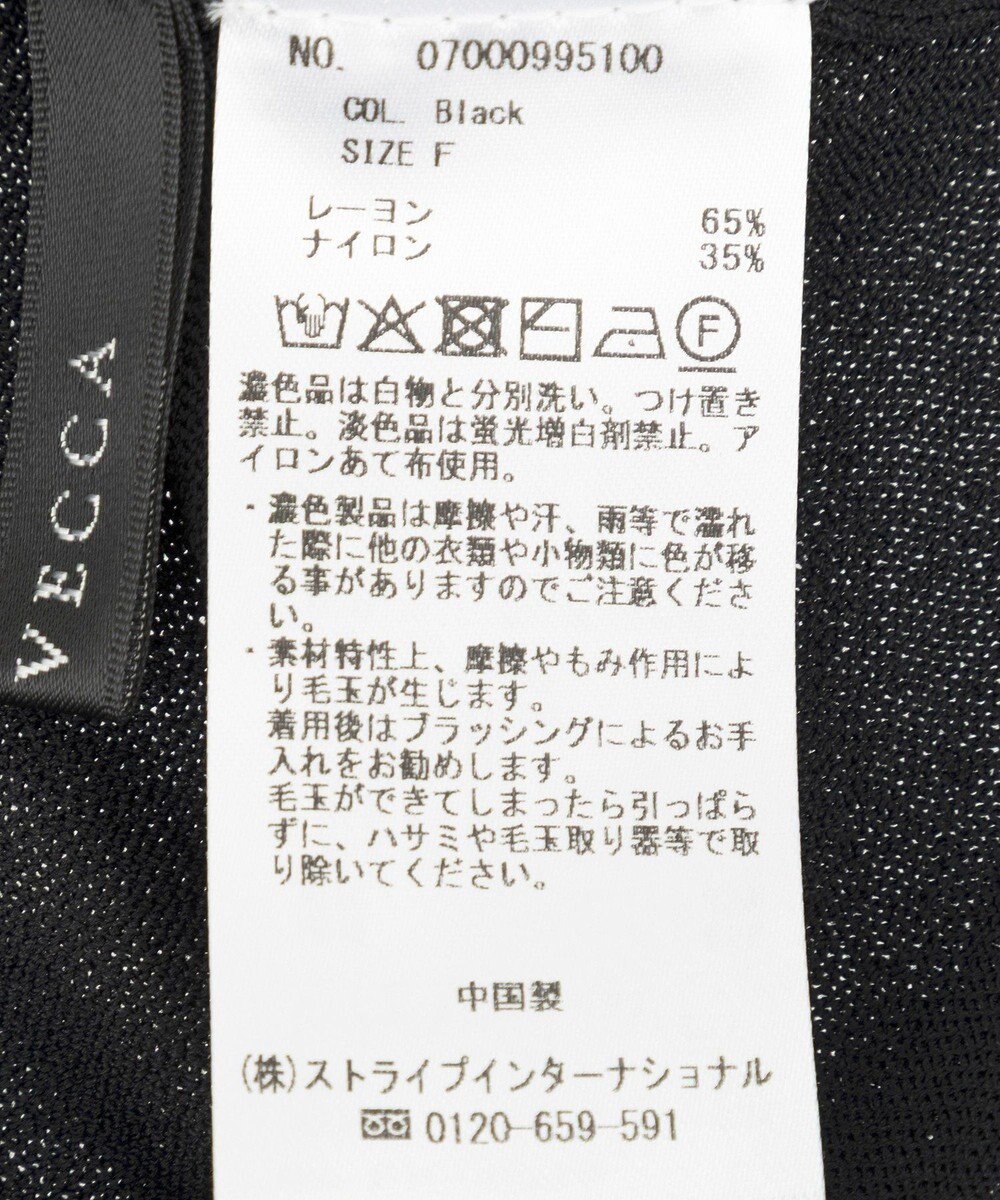 NO. 07000995100
COL. Black
SIZE F
レーヨン 65%
ナイロン 35%
F
濃色品は白物と分別洗い。つけ置き
禁止。淡色品は蛍光増白剤禁止。ア
イロンあて布使用。
・濃色製品は摩擦や汗、雨等で濡れ
た際に他の衣類や小物類に色が移
る事がありますのでご注意くださ
い。
・素材特性上、摩擦やもみ作用によ
り毛玉が生じます。
着用後はブラッシングによるお手
入れをお勧めします。
毛玉ができてしまったら引っぱら
ずに、ハサミや毛玉取り器等で取
り除いてください。
中国製
(株)ストライプインターナショナル
0120-659-591
VECCA